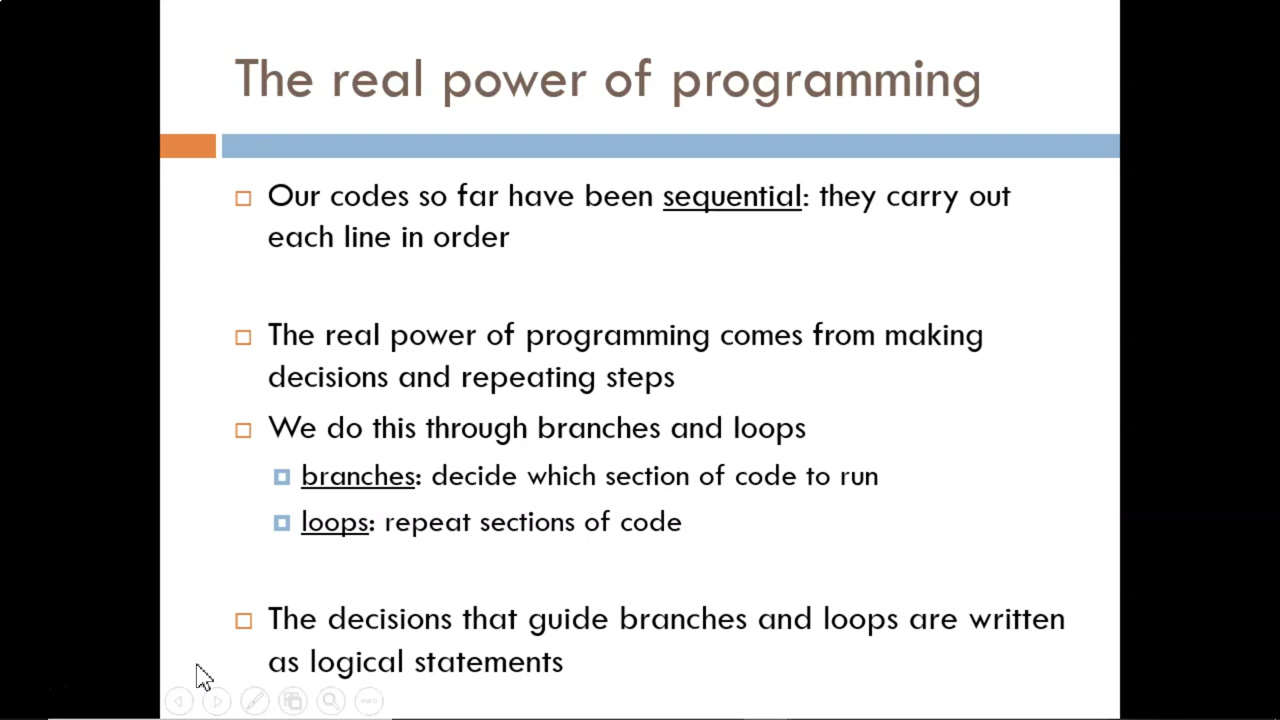 The real power of programming
Our codes so far have been sequential: they carry out
each line in order
The real power of programming comes from making
decisions and repeating steps
We do this through branches and loops
branches: decide which section of code to run
loops: repeat sections of code
The decisions that guide branches and loops are written
as logical statements